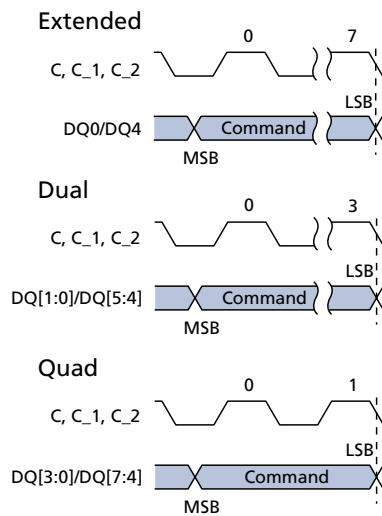 Extended
0 7
C, C_1, C_2
LSB
DQ0/DQ4 Command
MSB
Dual
0 3
C, C_1, C_2
LSB
DQ[1:0]/DQ[5:4] Command
MSB
Quad
0 1
C, C_1, C_2
LSB
DQ[3:0]/DQ[7:4] Command
MSB